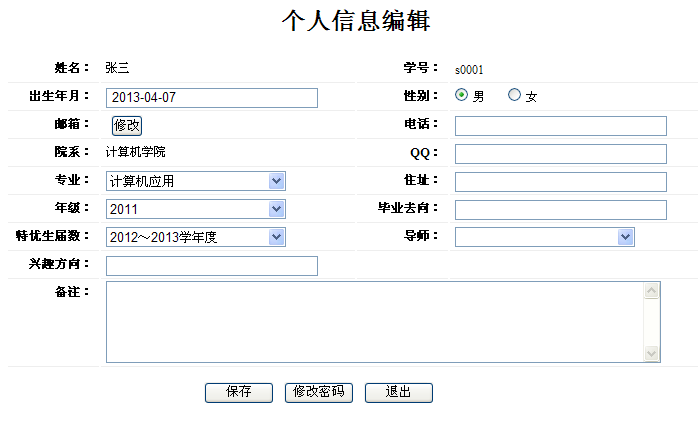 个人信息编辑
姓名： 张三 学号： s0001
出生年月： 2013-04-07 性别： 男 女
邮箱： 修改 电话：
院系： 计算机学院 QQ：
专业： 计算机应用 住址：
年级： 2011 毕业去向：
特优生届数： 2012～2013学年度 导师：
兴趣方向：
备注：
保存 修改密码 退出